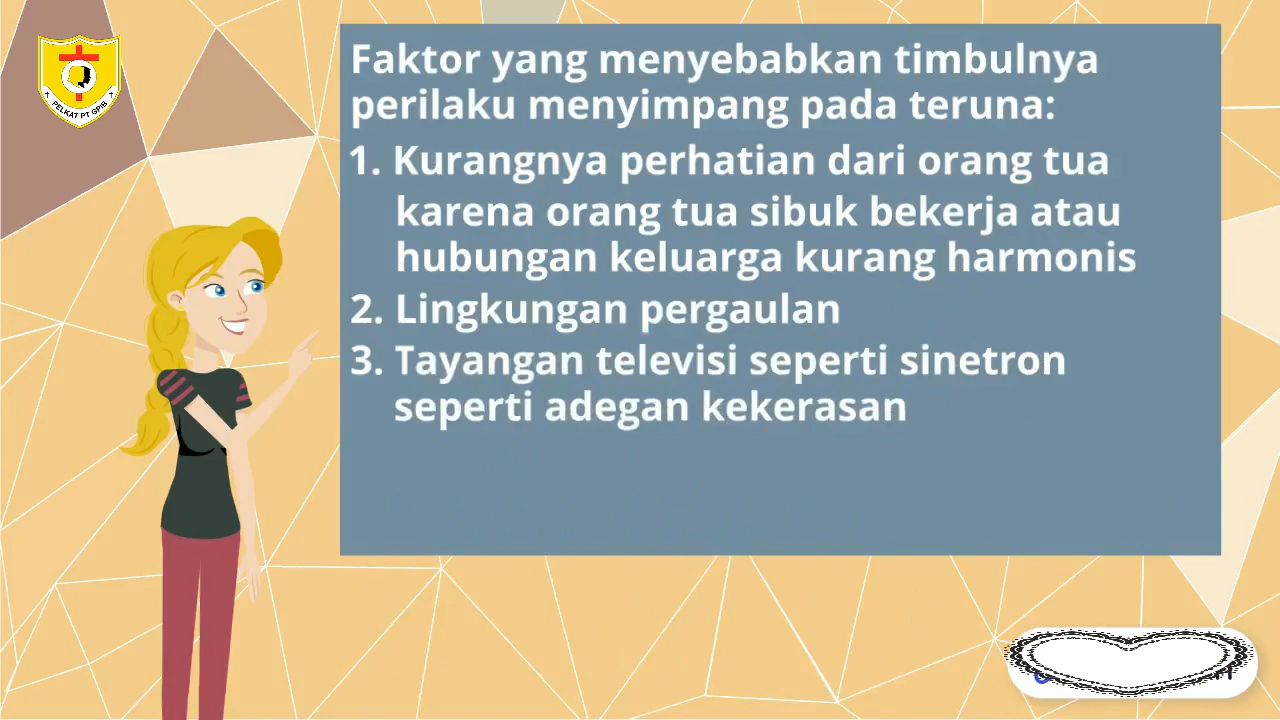 PELKAT PT GPIB
Faktor yang menyebabkan timbulnya
perilaku menyimpang pada teruna:
1. Kurangnya perhatian dari orang tua
karena orang tua sibuk bekerja atau
hubungan keluarga kurang harmonis
2. Lingkungan pergaulan
3. Tayangan televisi seperti sinetron
seperti adegan kekerasan